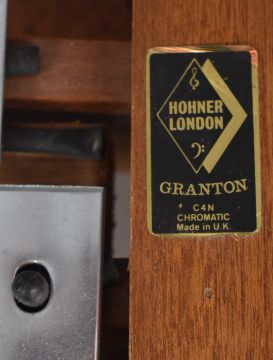 HOHNER
LONDON
GRANTON
C4N
CHROMATIC
Made in U.K.